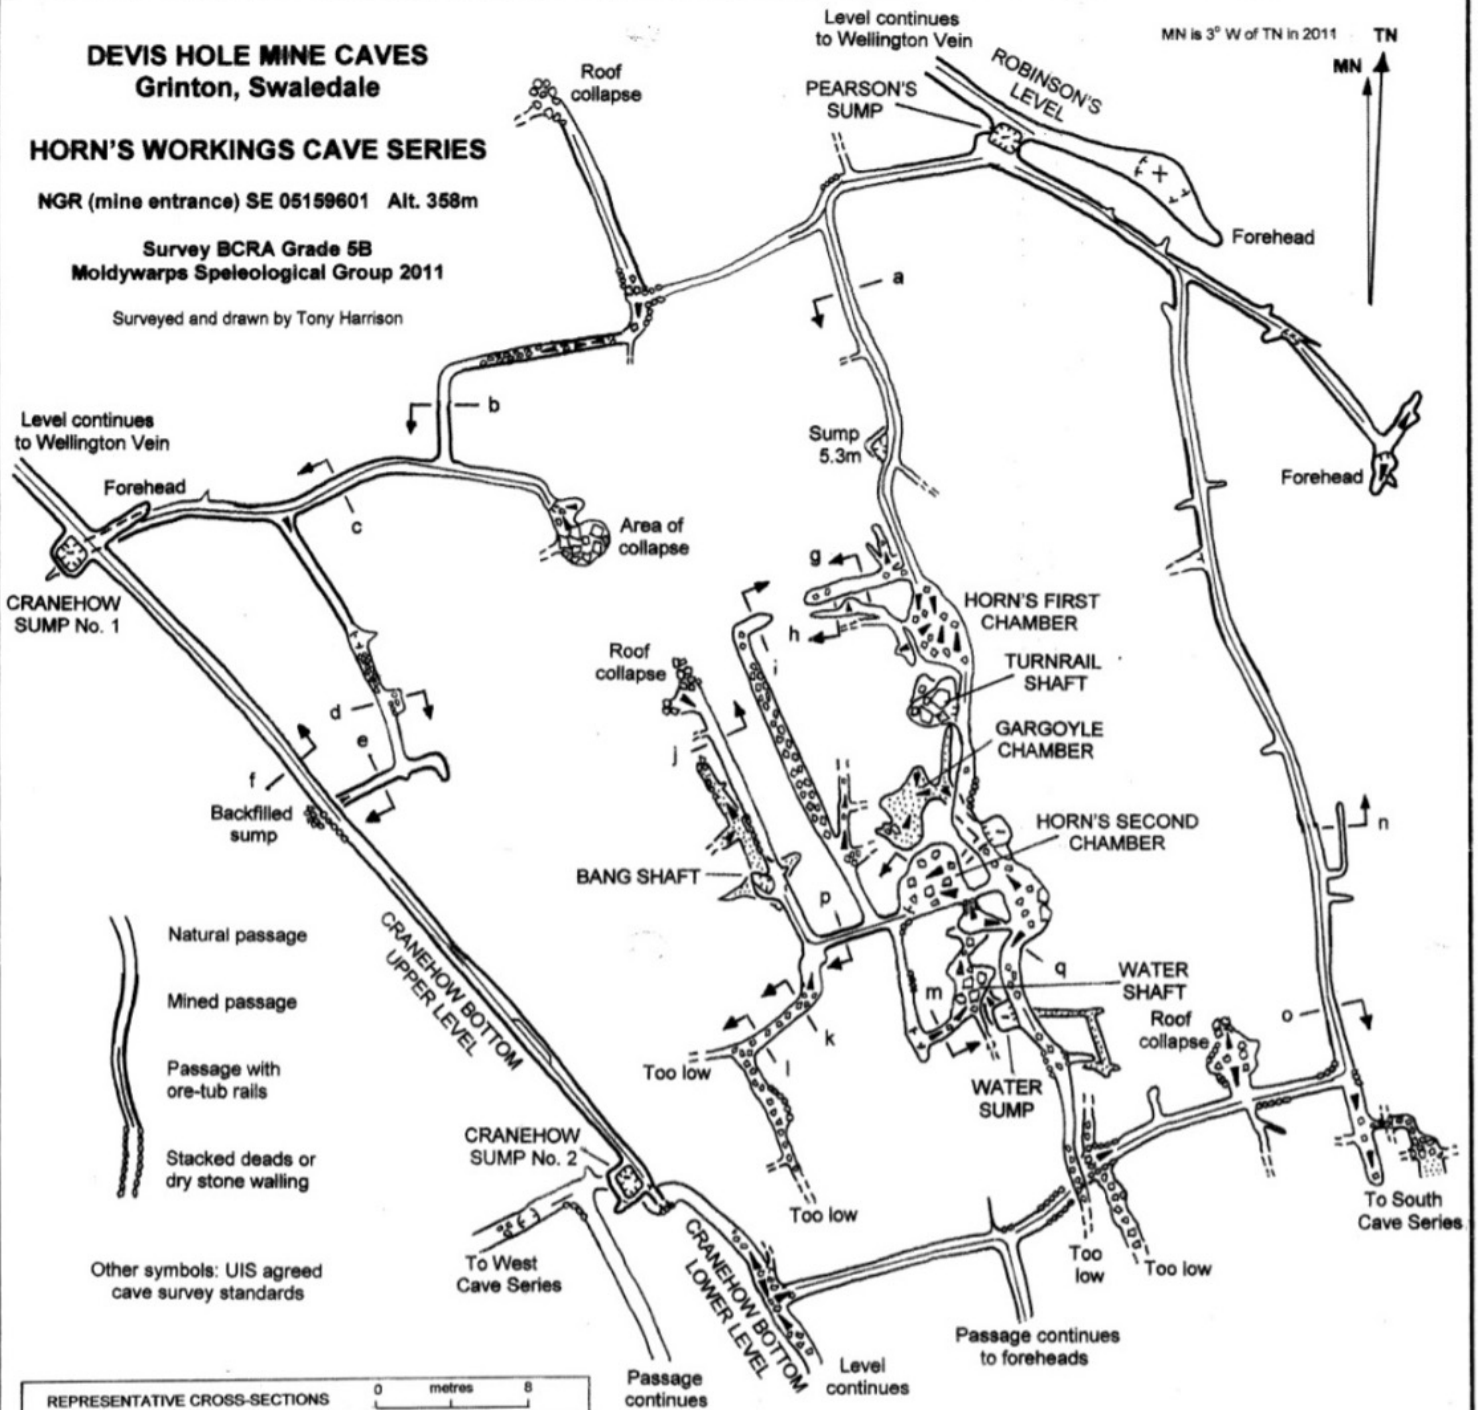 DEVIS HOLE MINE CAVES
Grinton, Swaledale
HORN'S WORKINGS CAVE SERIES
NGR (mine entrance) SE 05159601 Alt. 358m
Survey BCRA Grade 5B
Moldywarps Speleological Group 2011
Surveyed and drawn by Tony Harrison
Roof
collapse
Level continues
to Wellington Vein
PEARSON'S
SUMP
ROBINSON'S
LEVEL
MN is 3° W of TN in 2011
TN
MN
Forehead
a
b
Level continues
to Wellington Vein
Forehead
c
Sump
5.3m
Forehead
Area of
collapse
CRANEHOW
SUMP No. 1
g
h
i
HORN'S FIRST
CHAMBER
TURNRAIL
SHAFT
Roof
collapse
d
e
f
j
GARGOYLE
CHAMBER
Backfilled
sump
HORN'S SECOND
CHAMBER
n
BANG SHAFT
p
CRANEHOW BOTTOM
UPPER LEVEL
Natural passage
Mined passage
Passage with
ore-tub rails
Stacked deads or
dry stone walling
Other symbols: UIS agreed
cave survey standards
q
m
WATER
SHAFT
o
Roof
collapse
k
l
Too low
WATER
SUMP
CRANEHOW
SUMP No. 2
Too low
To South
Cave Series
To West
Cave Series
CRANEHOW BOTTOM
LOWER LEVEL
Too
low
Too low
Passage continues
to foreheads
Level
continues
Passage
continues
REPRESENTATIVE CROSS-SECTIONS
0 metres 8